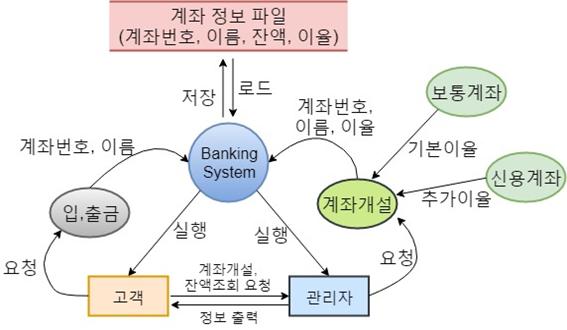 계좌 정보 파일
(계좌번호, 이름, 잔액, 이율)
저장
로드
보통계좌
계좌번호,
이름, 이율
계좌번호, 이름
Banking
System
기본이율
신용계좌
입,출금
계좌개설
추가이율
실행
실행
요청
요청
계좌개설,
잔액조회 요청
고객
관리자
정보 출력